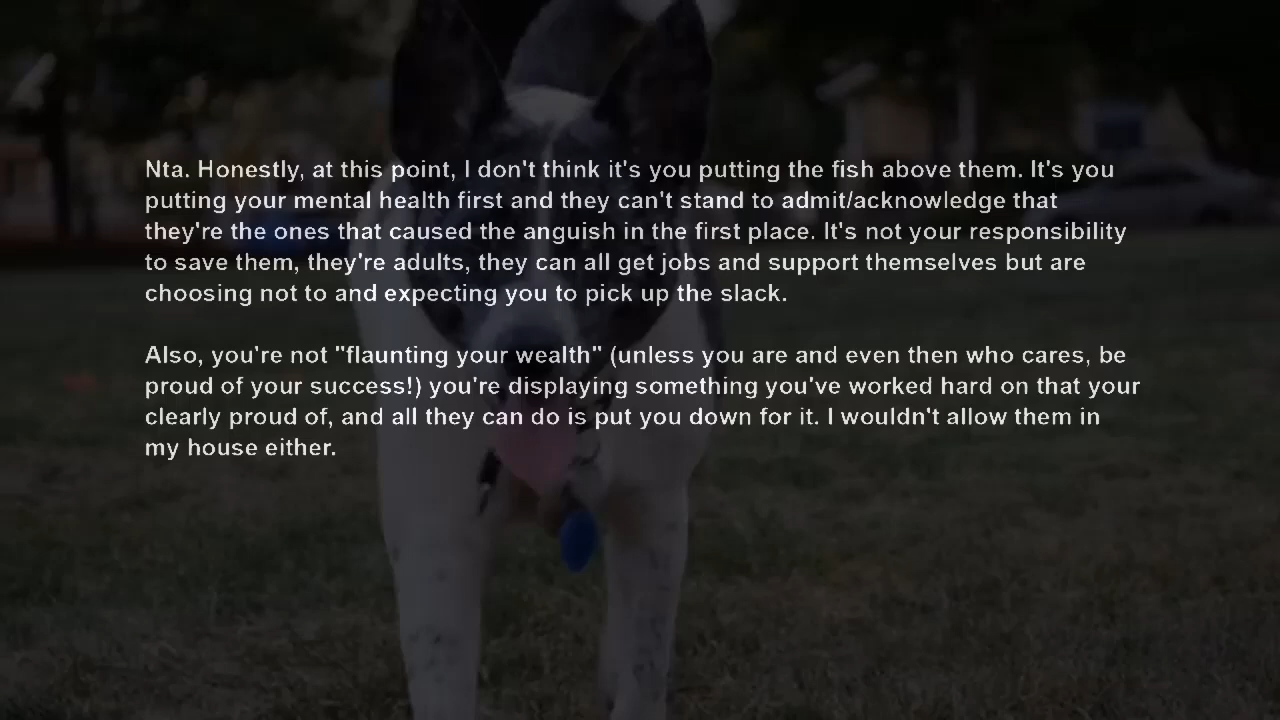 Nta. Honestly, at this point, I don't think it's you putting the fish above them. It's you
putting your mental health first and they can't stand to admit/acknowledge that
they're the ones that caused the anguish in the first place. It's not your responsibility
to save them, they're adults, they can all get jobs and support themselves but are
choosing not to and expecting you to pick up the slack.
Also, you're not "flaunting your wealth" (unless you are and even then who cares, be
proud of your success!) you're displaying something you've worked hard on that your
clearly proud of, and all they can do is put you down for it. I wouldn't allow them in
my house either.